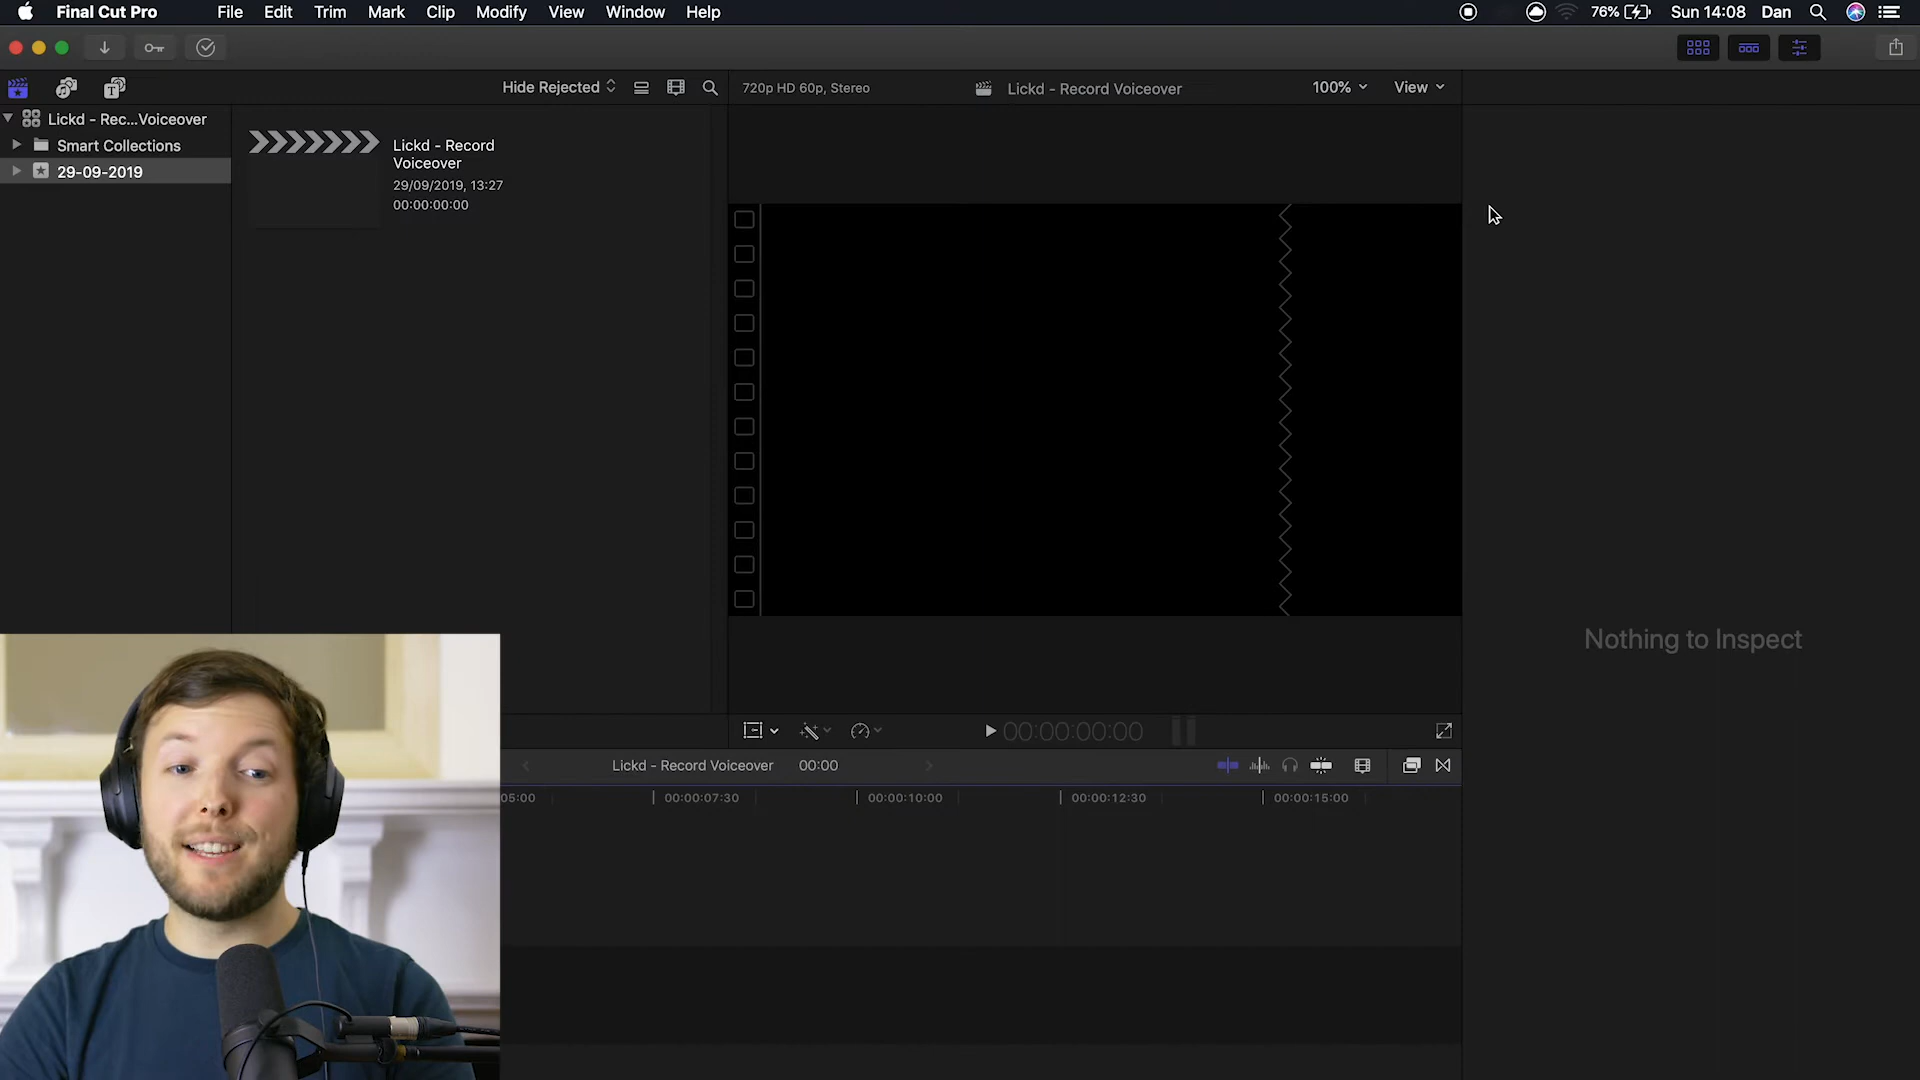 Final Cut Pro File Edit Trim Mark Clip Modify View Window Help 76% Sun 14:08 Dan
Hide Rejected 720p HD 60p, Stereo Lickd - Record Voiceover 100% View
Lickd - Rec...Voiceover
Smart Collections
29-09-2019
Lickd - Record
Voiceover
29/09/2019, 13:27
00:00:00:00
Nothing to Inspect
00:00:00:00
Lickd - Record Voiceover 00:00
05:00 00:00:07:30 00:00:10:00 00:00:12:30 00:00:15:00